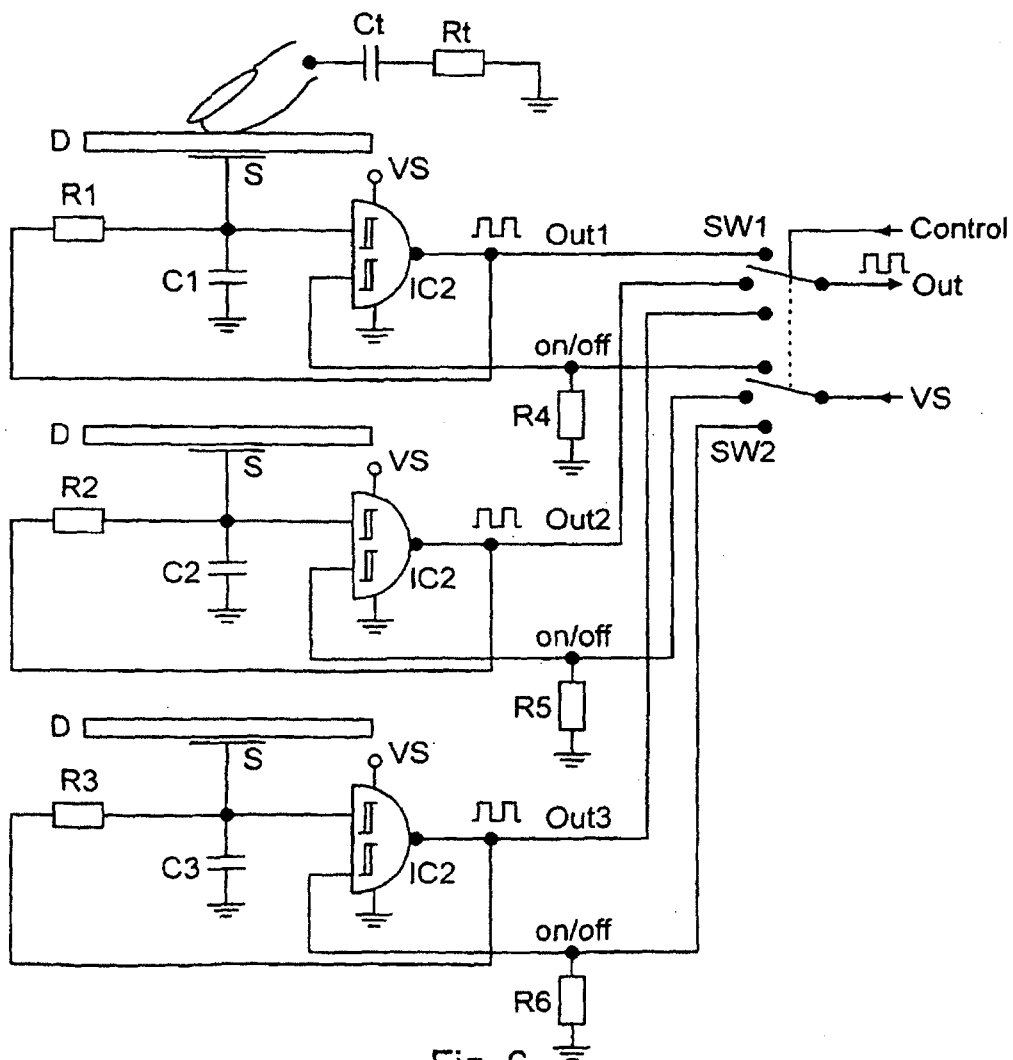 Ct
Rt
D
S
VS
R1
Out1
SW1
Control
C1
IC2
Out
on/off
R4
VS
SW2
D
S
VS
R2
Out2
C2
IC2
on/off
R5
D
S
VS
R3
Out3
C3
IC2
on/off
R6